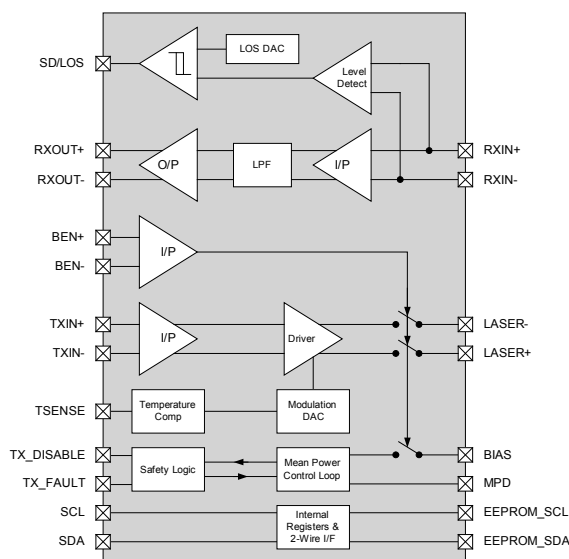 LOS DAC
SD/LOS
Level
Detect
RXOUT+
RXIN+
O/P
LPF
I/P
RXOUT-
RXIN-
BEN+
I/P
BEN-
TXIN+
LASER-
I/P
Driver
TXIN-
LASER+
TSENSE
Temperature
Comp
Modulation
DAC
TX_DISABLE
BIAS
Safety Logic
Mean Power
Control Loop
TX_FAULT
MPD
SCL
EEPROM_SCL
Internal
Registers &
2-Wire I/F
SDA
EEPROM_SDA